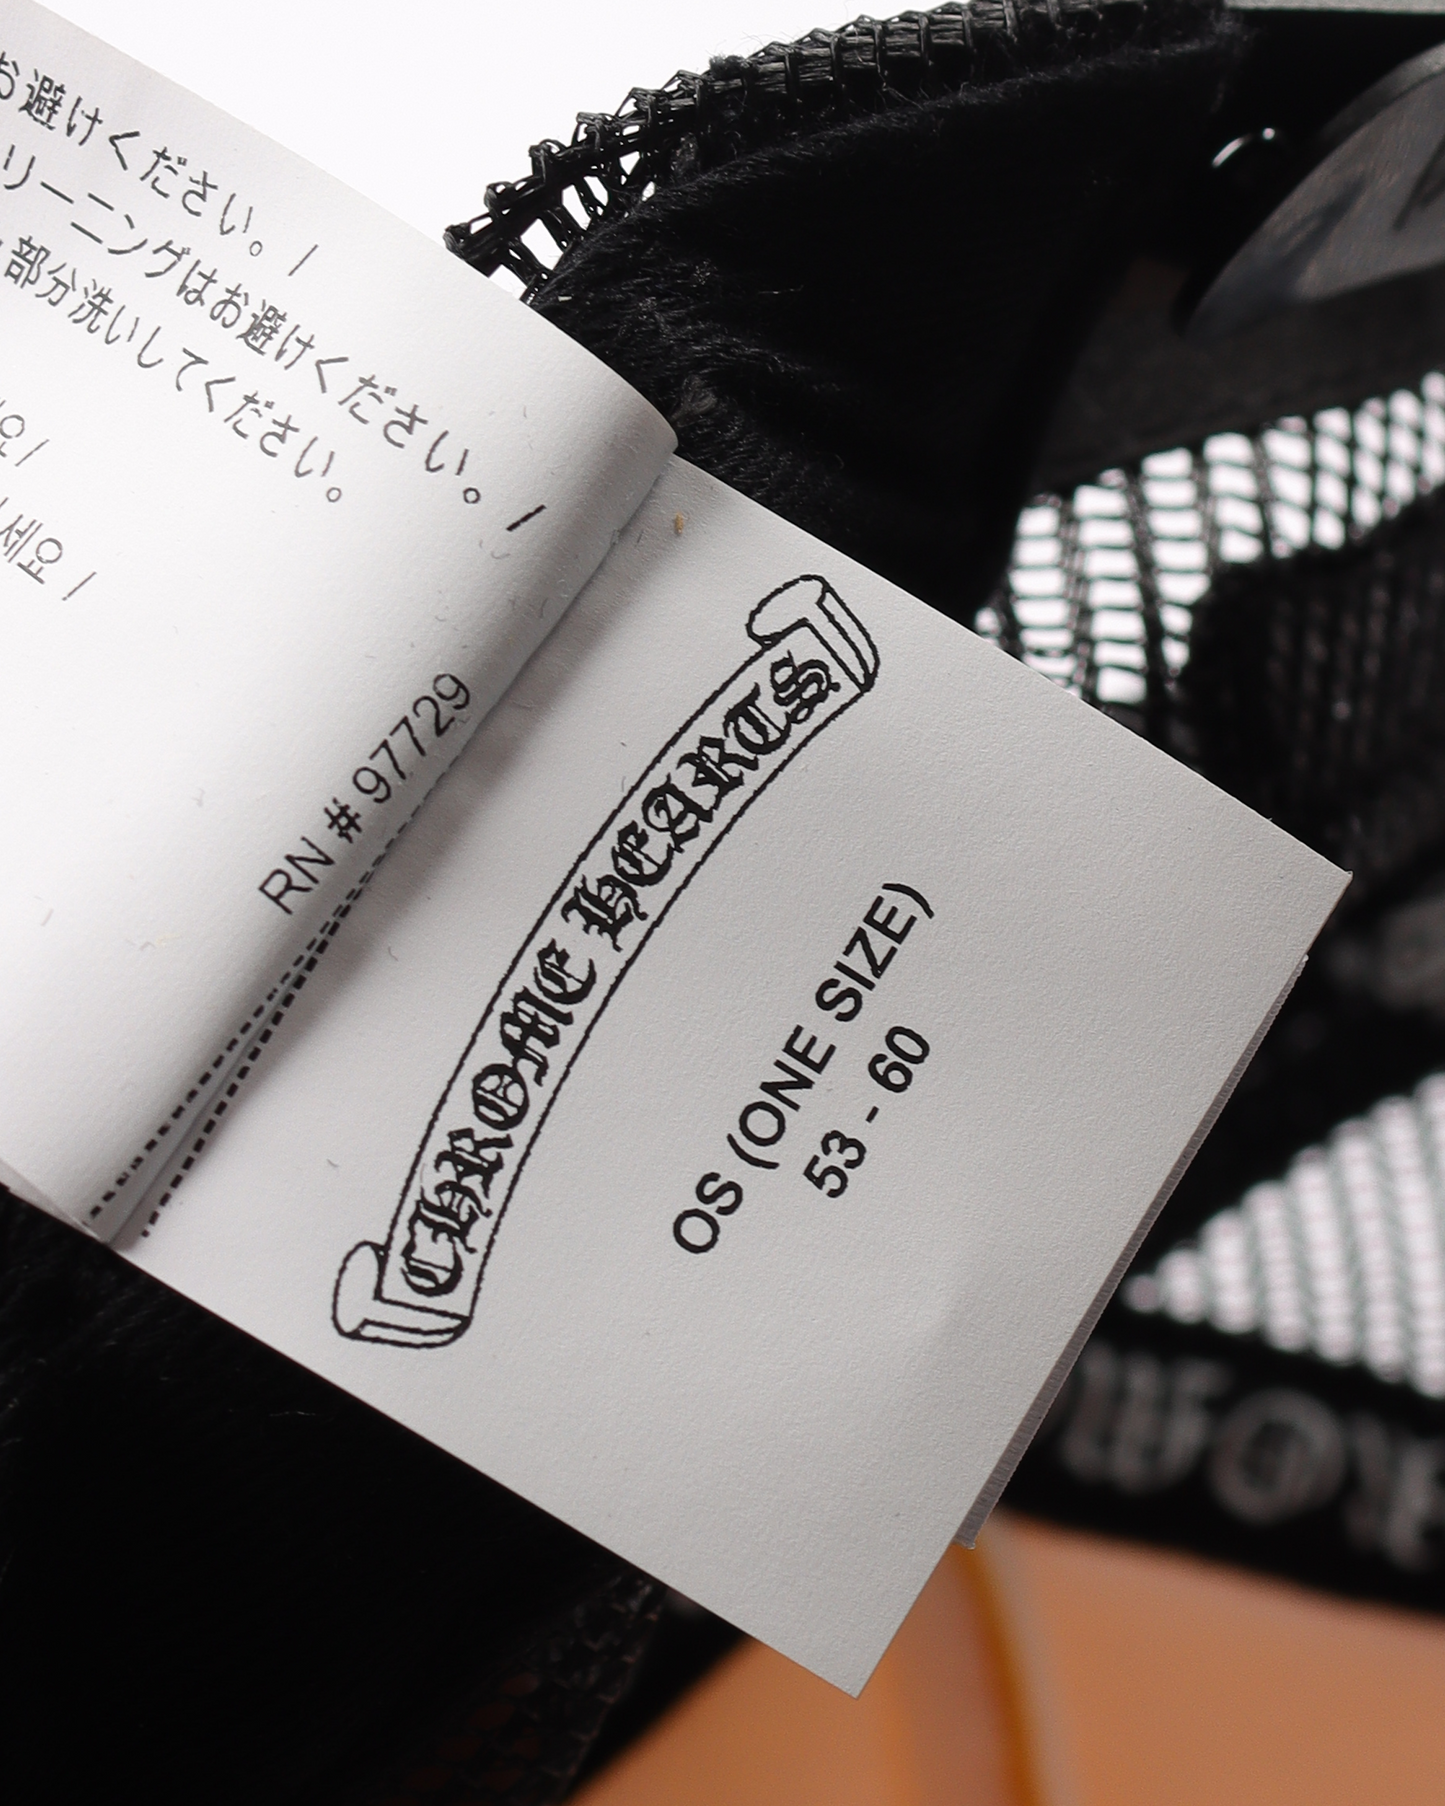 お避けください。 /
リーニングはお避けください。 /
部分洗いしてください。
요 /
세요 /
RN # 97729
CHROME HEARTS
OS (ONE SIZE)
53 - 60